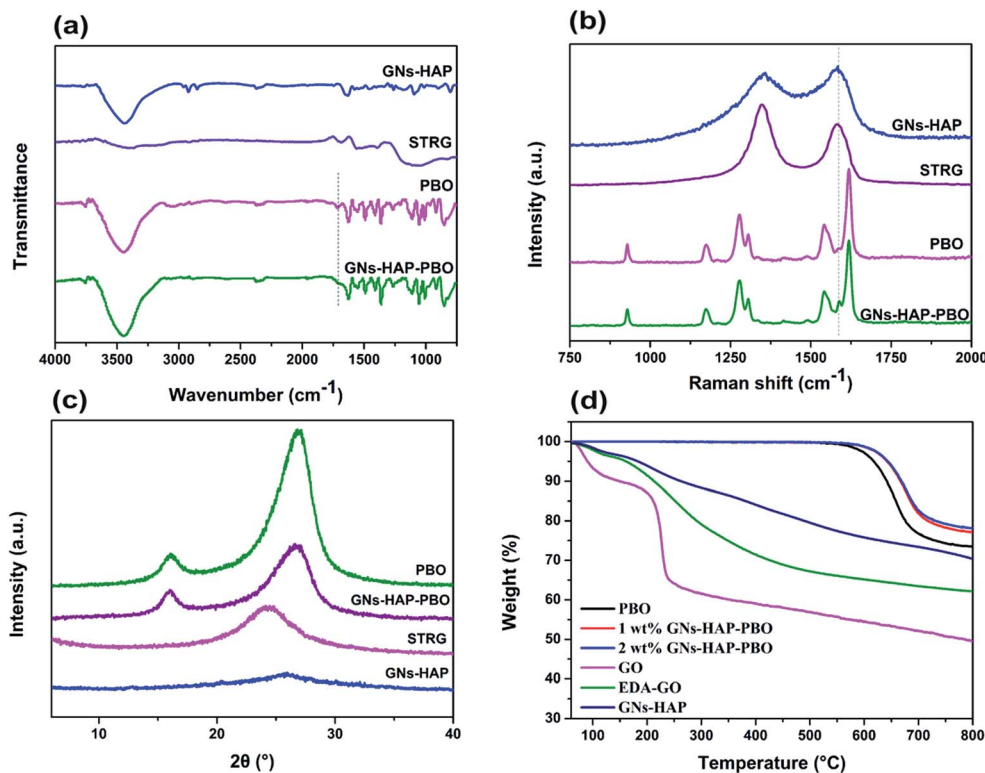 (a)
GNs-HAP
STRG
PBO
GNs-HAP-PBO
Transmittance
4000 3500 3000 2500 2000 1500 1000
Wavenumber (cm-1)
(b)
GNs-HAP
STRG
PBO
GNs-HAP-PBO
Intensity (a.u.)
750 1000 1250 1500 1750 2000
Raman shift (cm-1)
(c)
PBO
GNs-HAP-PBO
STRG
GNs-HAP
Intensity (a.u.)
10 20 30 40
2θ (°)
(d)
100
90
80
70
60
50
40
30
Weight (%)
PBO
1 wt% GNs-HAP-PBO
2 wt% GNs-HAP-PBO
GO
EDA-GO
GNs-HAP
100 200 300 400 500 600 700 800
Temperature (°C)